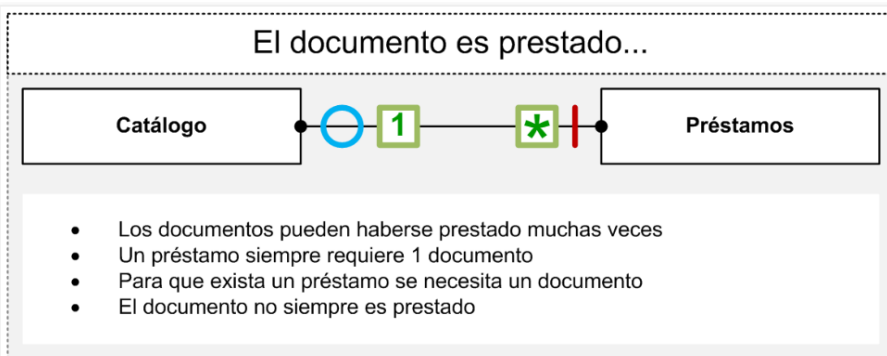 El documento es prestado...
Catálogo
1
*
Préstamos
Los documentos pueden haberse prestado muchas veces
Un préstamo siempre requiere 1 documento
Para que exista un préstamo se necesita un documento
El documento no siempre es prestado